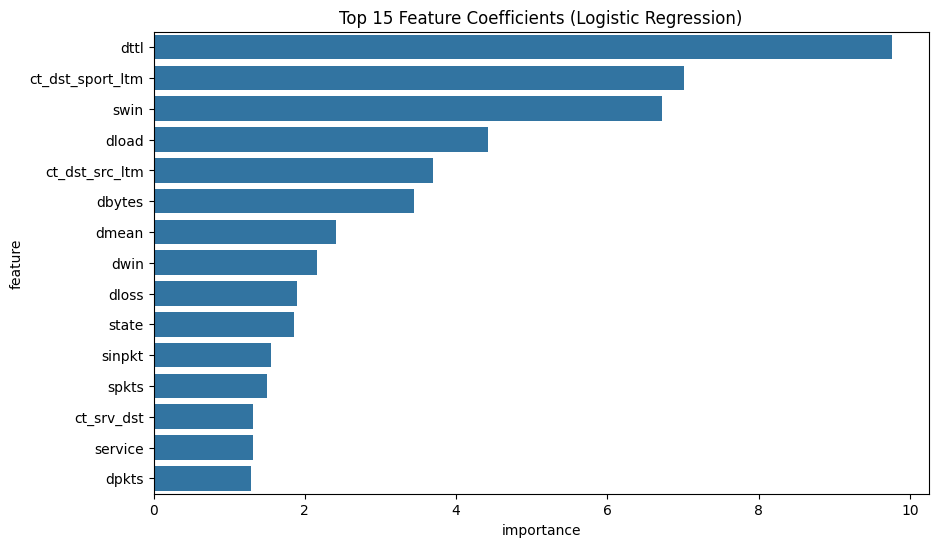 Top 15 Feature Coefficients (Logistic Regression)
feature
dttl
ct_dst_sport_ltm
swin
dload
ct_dst_src_ltm
dbytes
dmean
dwin
dloss
state
sinpkt
spkts
ct_srv_dst
service
dpkts
0 2 4 6 8 10
importance